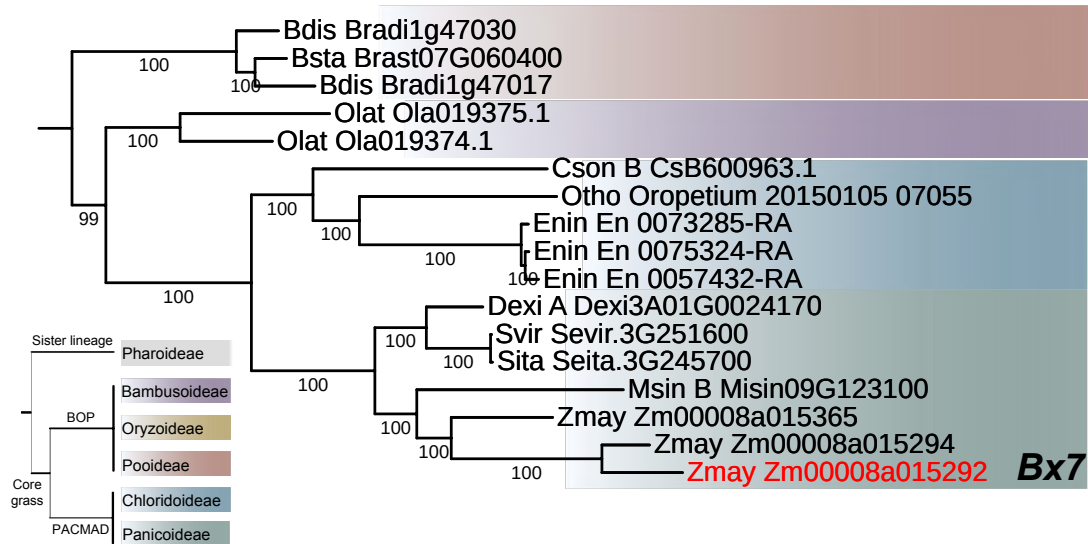 Bdis Bradi1g47030
Bsta Brast07G060400
100
100
Bdis Bradi1g47017
Olat Ola019375.1
100
Olat Ola019374.1
Cson B CsB600963.1
100
Otho Oropetium 20150105 07055
99
Enin En 0073285-RA
100
100
Enin En 0075324-RA
100
Enin En 0057432-RA
100
Dexi A Dexi3A01G0024170
Svir Sevir.3G251600
100
100
Sita Seita.3G245700
100
Msin B Misin09G123100
Zmay Zm00008a015365
100
Zmay Zm00008a015294
100
100
Zmay Zm00008a015292 Bx7
Sister lineage
Pharoideae
Bambusoideae
BOP
Oryzoideae
Pooideae
Core
grass
Chloridoideae
PACMAD
Panicoideae